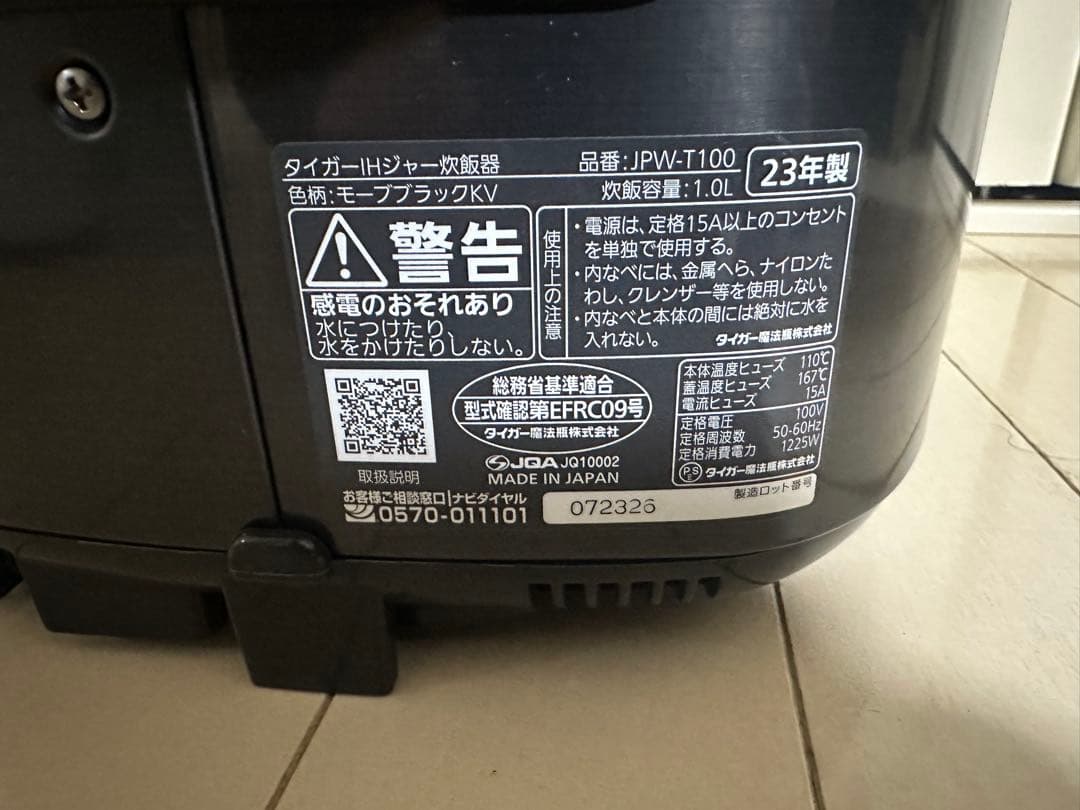 タイガーIHジャー炊飯器
品番:JPW-T100
23年製
色柄:モーブブラックKV
炊飯容量:1.0L
警告
感電のおそれあり
水につけたり、
水をかけたりしない。
使用上の注意
・電源は、定格15A以上のコンセント
を単独で使用する。
・内なべには、金属へら、ナイロンた
わし、クレンザー等を使用しない。
・内なべと本体の間には絶対に水を
入れない。
タイガー魔法瓶株式会社
取扱説明
総務省基準適合
型式確認第EFRC09号
タイガー魔法瓶株式会社
JQA JQ10002
MADE IN JAPAN
本体温度ヒューズ 110℃
蓋温度ヒューズ 167℃
電流ヒューズ 15A
定格電圧 100V
定格周波数 50-60Hz
定格消費電力 1225W
PSE タイガー魔法瓶株式会社
お客様ご相談窓口|ナビダイヤル
0570-011101
072326
製造ロット番号